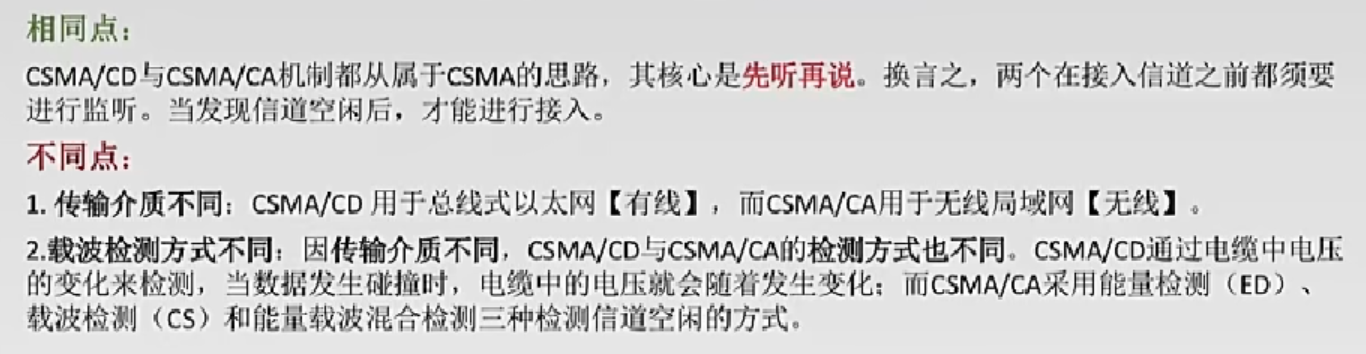 相同点：
CSMA/CD与CSMA/CA机制都从属于CSMA的思路，其核心是先听再说。换言之，两个在接入信道之前都须要
进行监听。当发现信道空闲后，才能进行接入。
不同点：
1. 传输介质不同：CSMA/CD 用于总线式以太网【有线】，而CSMA/CA用于无线局域网【无线】。
2.载波检测方式不同：因传输介质不同，CSMA/CD与CSMA/CA的检测方式也不同。CSMA/CD通过电缆中电压
的变化来检测，当数据发生碰撞时，电缆中的电压就会随着发生变化；而CSMA/CA采用能量检测（ED）、
载波检测（CS）和能量载波混合检测三种检测信道空闲的方式。